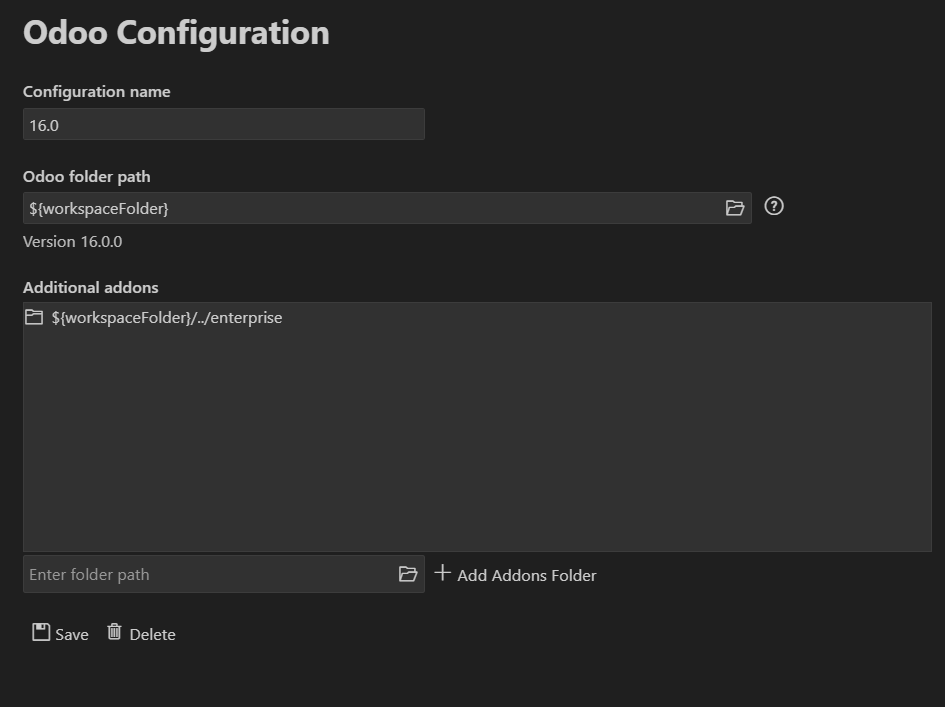 Odoo Configuration
Configuration name
16.0
Odoo folder path
${workspaceFolder}
Version 16.0.0
Additional addons
${workspaceFolder}/../enterprise
Enter folder path
Add Addons Folder
Save Delete